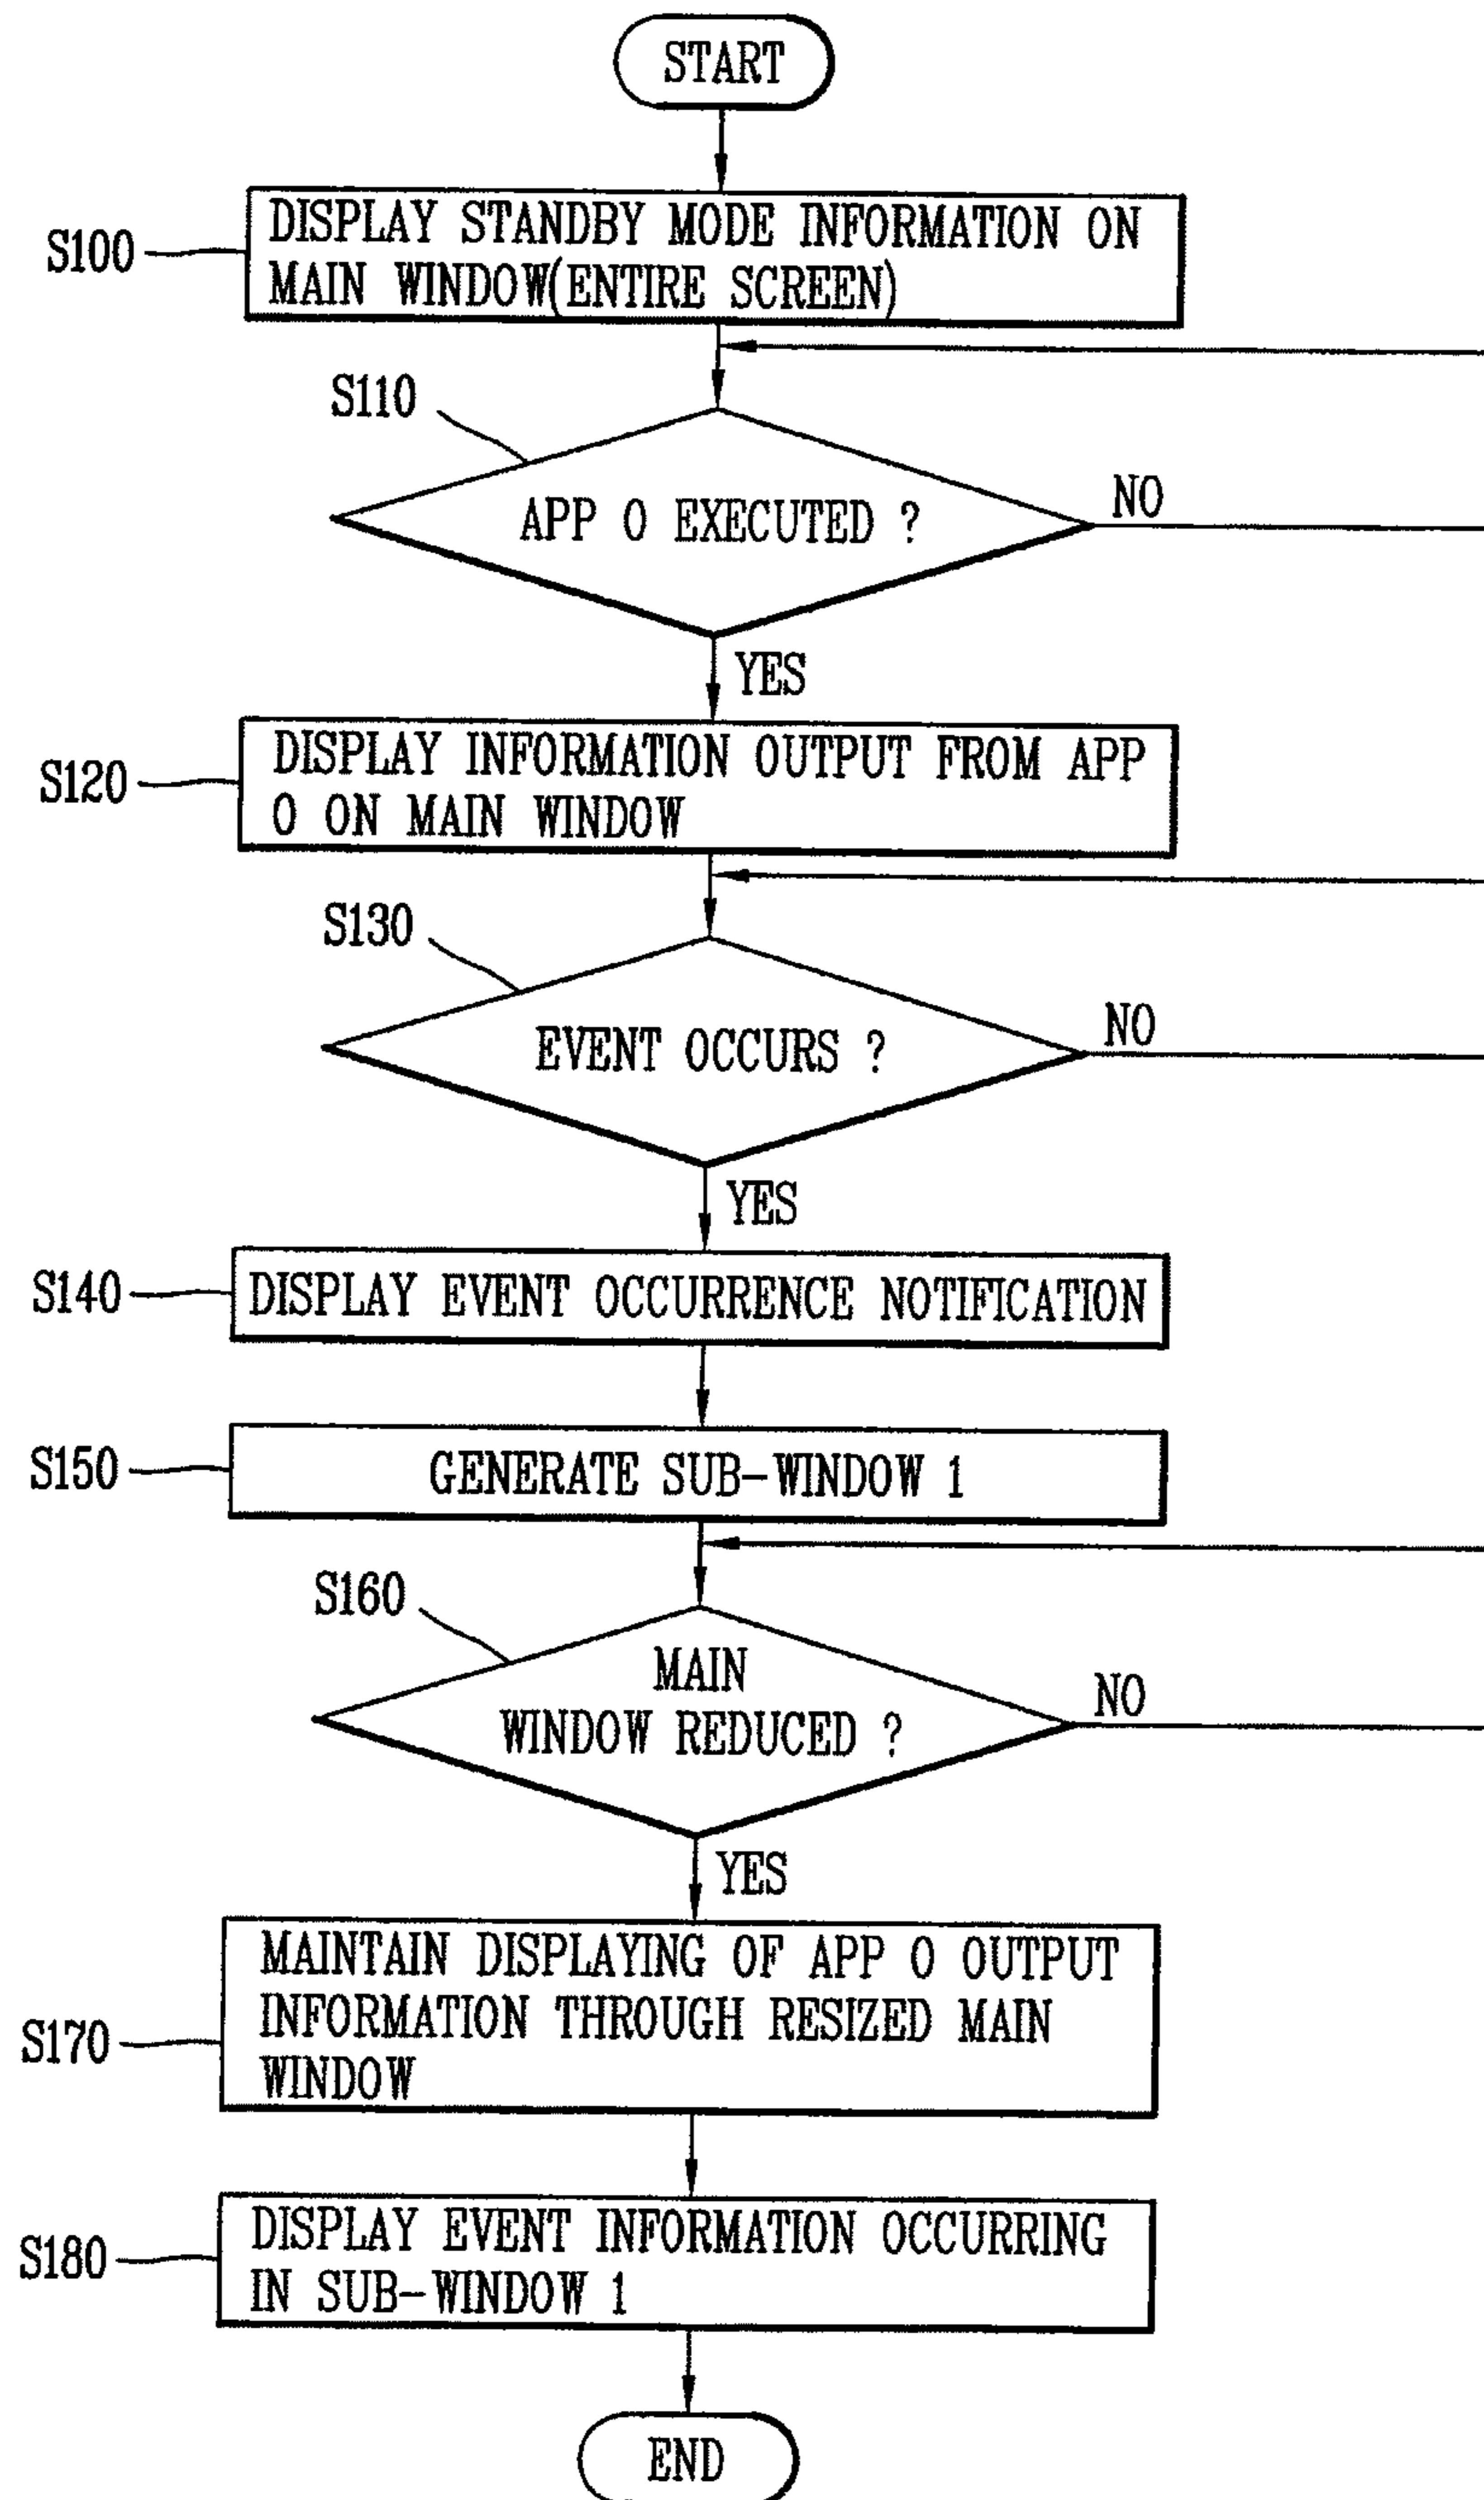 START
S100
DISPLAY STANDBY MODE INFORMATION ON
MAIN WINDOW(ENTIRE SCREEN)
S110
APP 0 EXECUTED ?
NO
YES
S120
DISPLAY INFORMATION OUTPUT FROM APP
0 ON MAIN WINDOW
S130
EVENT OCCURS ?
NO
YES
S140
DISPLAY EVENT OCCURRENCE NOTIFICATION
S150
GENERATE SUB-WINDOW 1
S160
MAIN
WINDOW REDUCED ?
NO
YES
S170
MAINTAIN DISPLAYING OF APP 0 OUTPUT
INFORMATION THROUGH RESIZED MAIN
WINDOW
S180
DISPLAY EVENT INFORMATION OCCURRING
IN SUB-WINDOW 1
END